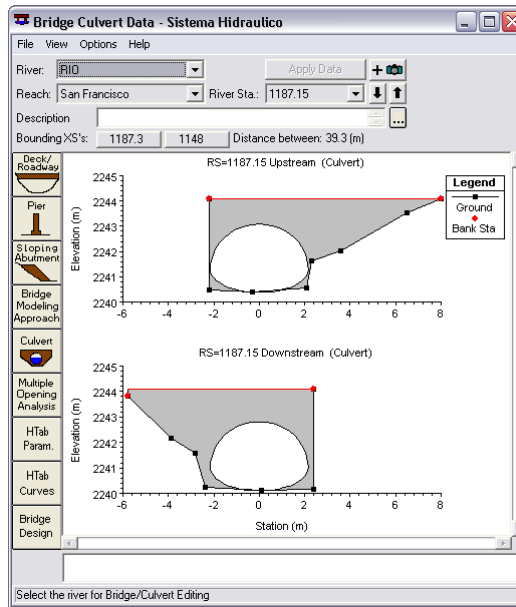 Bridge Culvert Data - Sistema Hidraulico
File View Options Help
River: RIO Apply Data +
Reach: San Francisco River Sta.: 1187.15
Description ...
Bounding XS's: 1187.3 1148 Distance between: 39.3 (m)
Deck/
Roadway
Pier
Sloping
Abutment
Bridge
Modeling
Approach
Culvert
Multiple
Opening
Analysis
HTab
Param.
HTab
Curves
Bridge
Design
RS=1187.15 Upstream (Culvert)
Elevation (m)
2245
2244
2243
2242
2241
2240
-6 -4 -2 0 2 4 6 8
Legend
Ground
Bank Sta
RS=1187.15 Downstream (Culvert)
Elevation (m)
2245
2244
2243
2242
2241
2240
-6 -4 -2 0 2 4 6 8
Station (m)
Select the river for Bridge/Culvert Editing